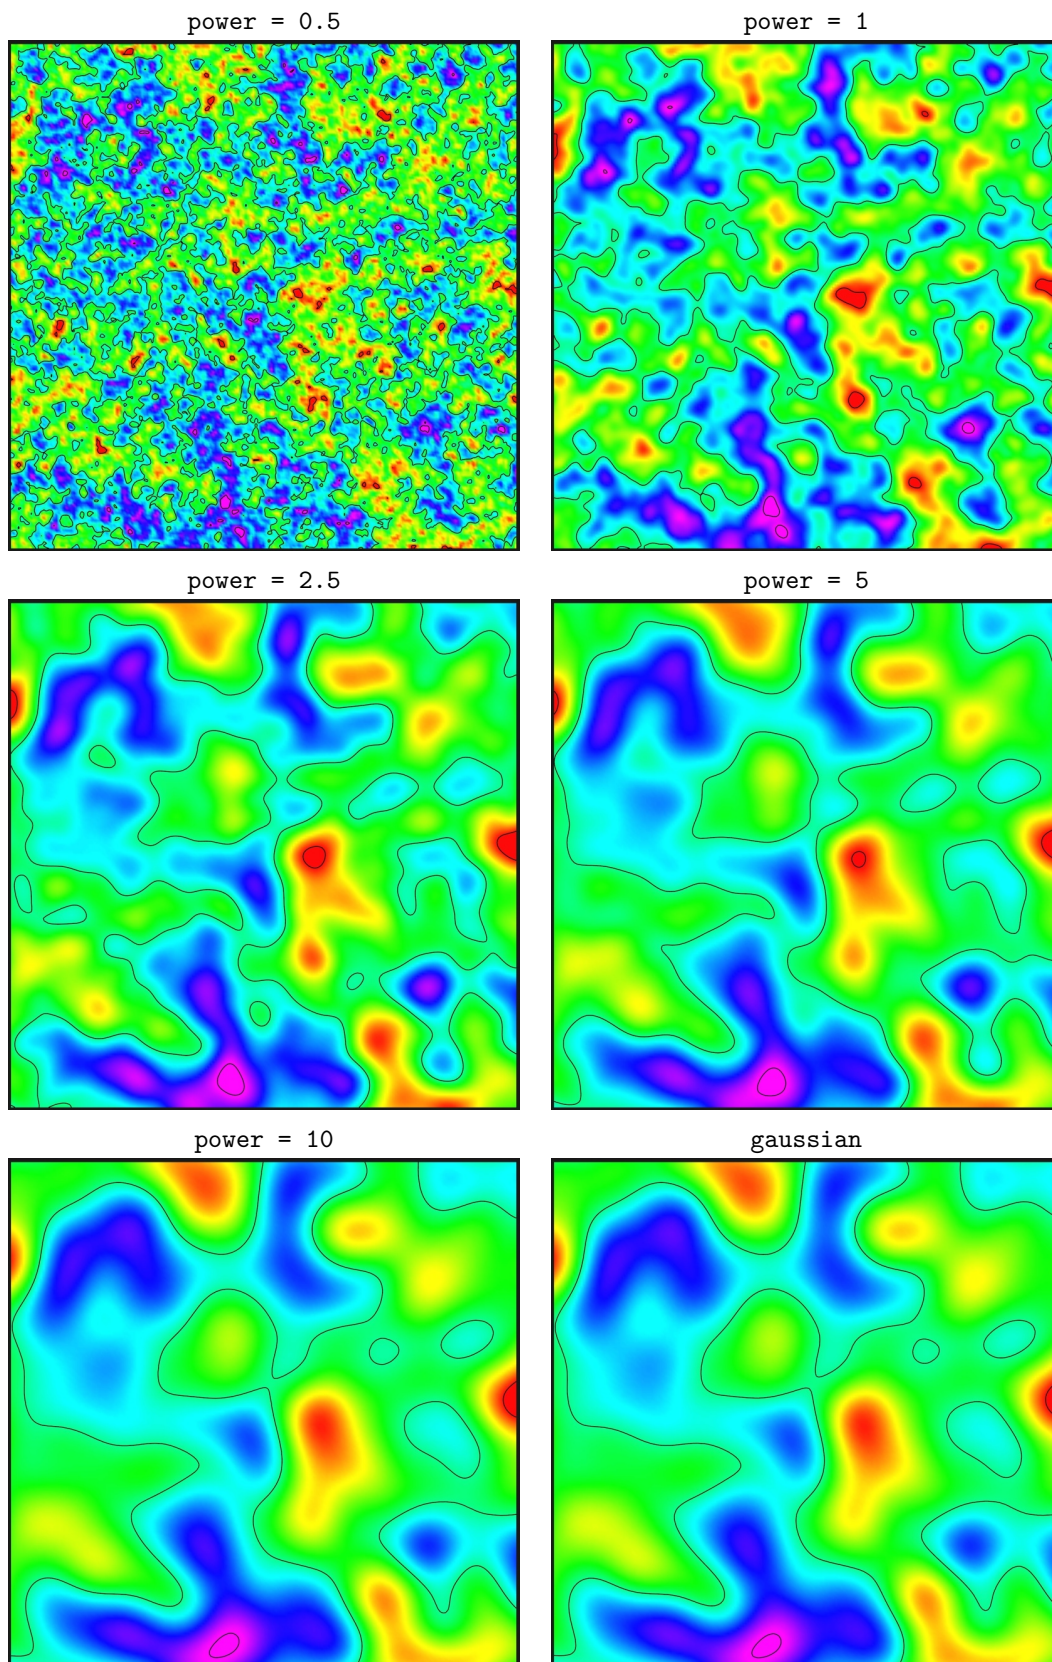 power = 0.5
power = 1
power = 2.5
power = 5
power = 10
gaussian